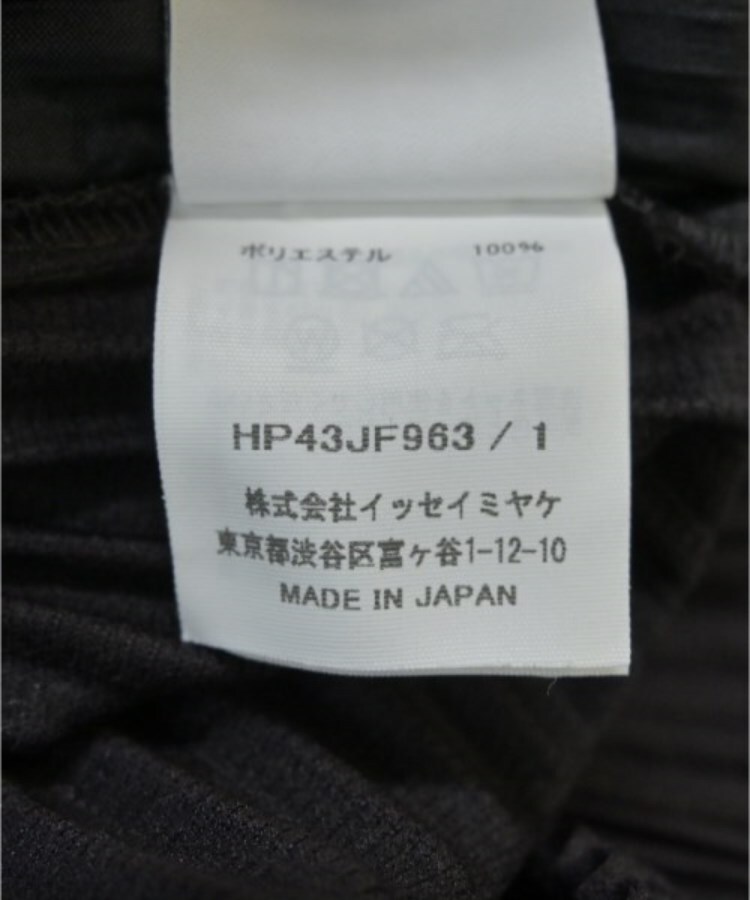 ポリエステル 100%
HP43JF963 / 1
株式会社イッセイミヤケ
東京都渋谷区富ヶ谷1-12-10
MADE IN JAPAN